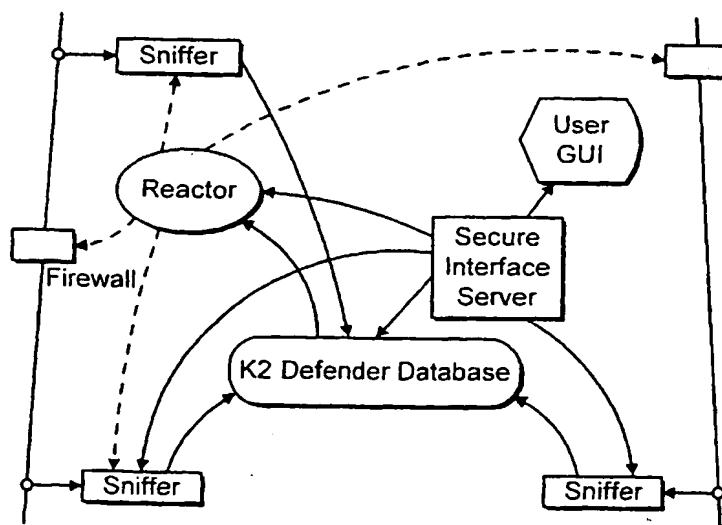 Sniffer
User
GUI
Reactor
Secure
Interface
Server
Firewall
K2 Defender Database
Sniffer
Sniffer